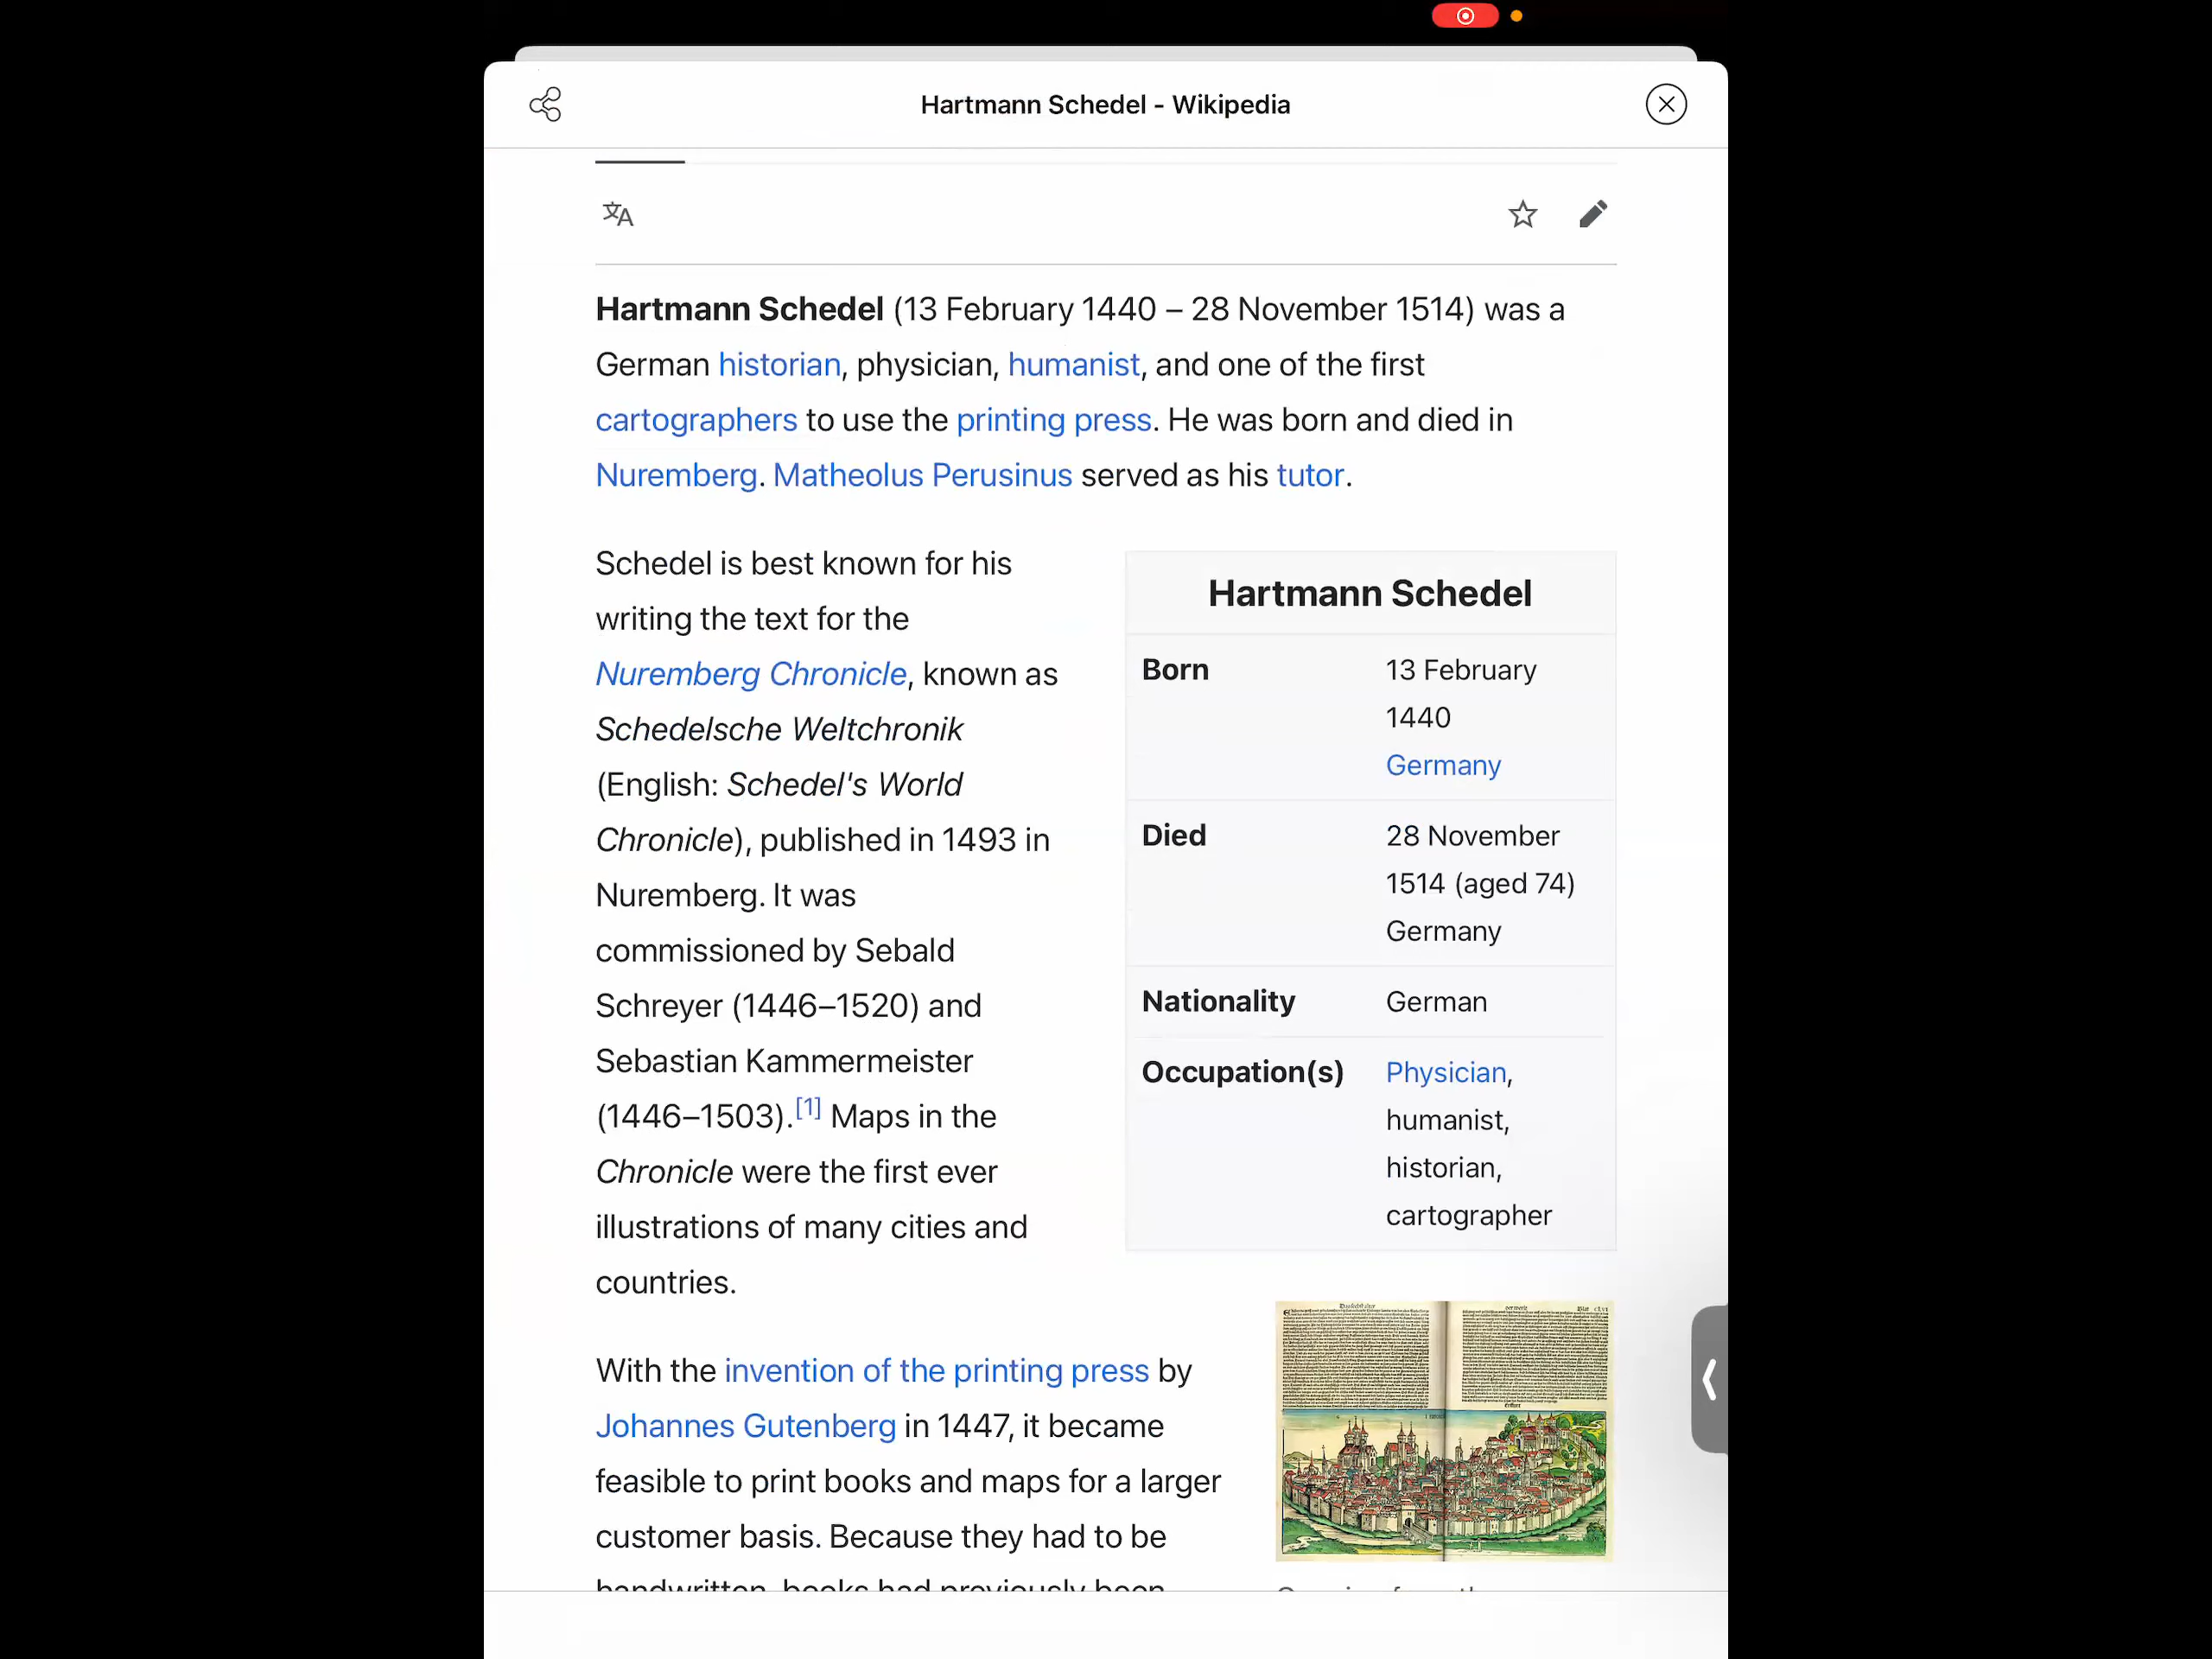 Hartmann Schedel - Wikipedia
Hartmann Schedel (13 February 1440 – 28 November 1514) was a
German historian, physician, humanist, and one of the first
cartographers to use the printing press. He was born and died in
Nuremberg. Matheolus Perusinus served as his tutor.
Schedel is best known for his
writing the text for the
Nuremberg Chronicle, known as
Schedelsche Weltchronik
(English: Schedel's World
Chronicle), published in 1493 in
Nuremberg. It was
commissioned by Sebald
Schreyer (1446–1520) and
Sebastian Kammermeister
(1446–1503).[1] Maps in the
Chronicle were the first ever
illustrations of many cities and
countries.
Hartmann Schedel
Born 13 February
1440
Germany
Died 28 November
1514 (aged 74)
Germany
Nationality German
Occupation(s) Physician,
humanist,
historian,
cartographer
With the invention of the printing press by
Johannes Gutenberg in 1447, it became
feasible to print books and maps for a larger
customer basis. Because they had to be
handwritten, books had previously been